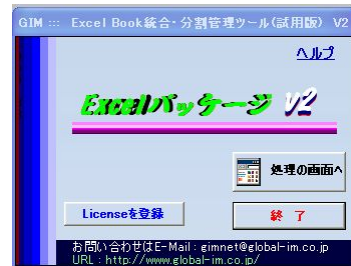 GIM ::: Excel Book統合・分割管理ツール(試用版) V2
ヘルプ
Excelパッケージ V2
処理の画面へ
Licenseを登録
終 了
お問い合わせはE-Mail : gimnet@global-im.co.jp
URL : http://www.global-im.co.jp/